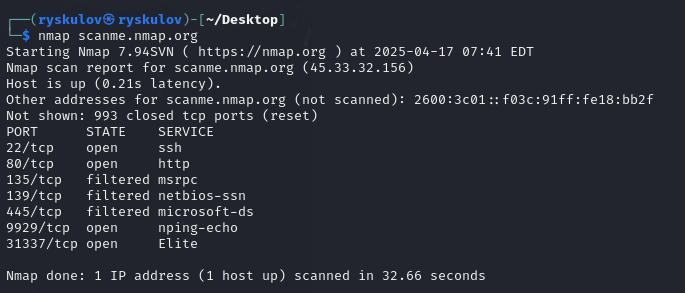 ┌──(ryskulov㉿ryskulov)-[~/Desktop]
└─$ nmap scanme.nmap.org
Starting Nmap 7.94SVN ( https://nmap.org ) at 2025-04-17 07:41 EDT
Nmap scan report for scanme.nmap.org (45.33.32.156)
Host is up (0.21s latency).
Other addresses for scanme.nmap.org (not scanned): 2600:3c01::f03c:91ff:fe18:bb2f
Not shown: 993 closed tcp ports (reset)
PORT      STATE    SERVICE
22/tcp    open     ssh
80/tcp    open     http
135/tcp   filtered msrpc
139/tcp   filtered netbios-ssn
445/tcp   filtered microsoft-ds
9929/tcp  open     nping-echo
31337/tcp open     Elite

Nmap done: 1 IP address (1 host up) scanned in 32.66 seconds